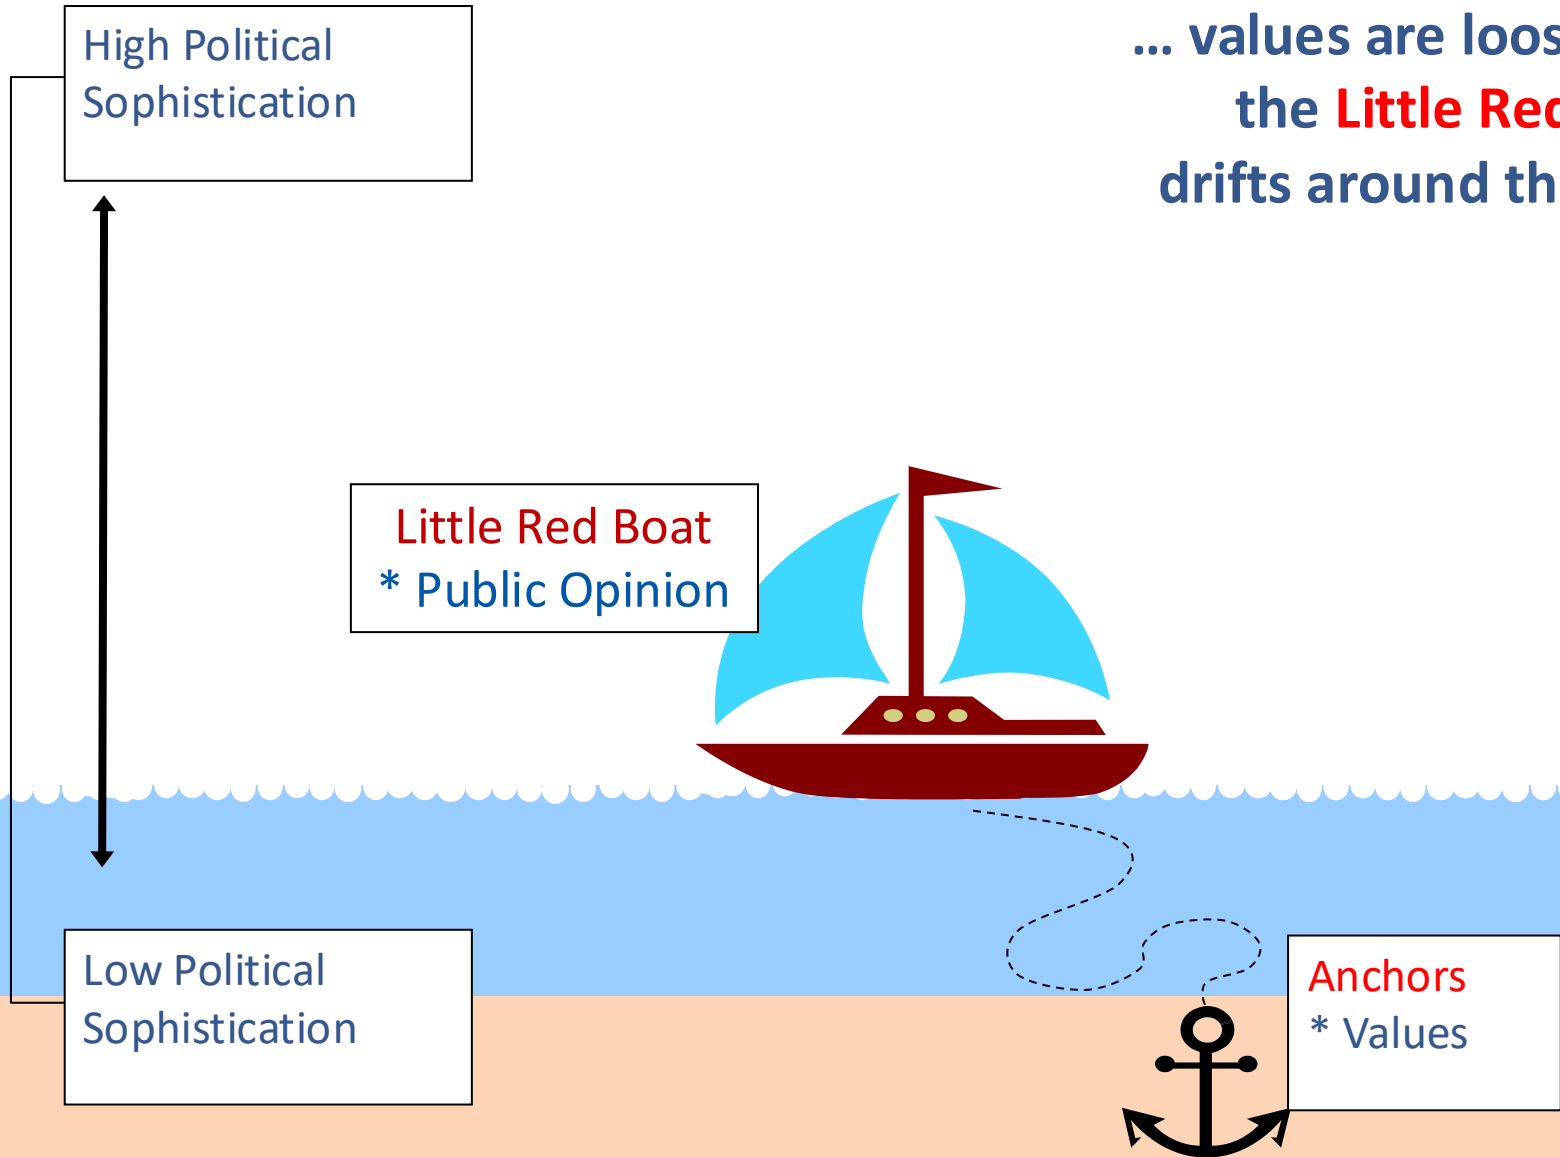 High Political
Sophistication
... values are loos
the Little Red
drifts around th
Little Red Boat
* Public Opinion
Low Political
Sophistication
Anchors
* Values